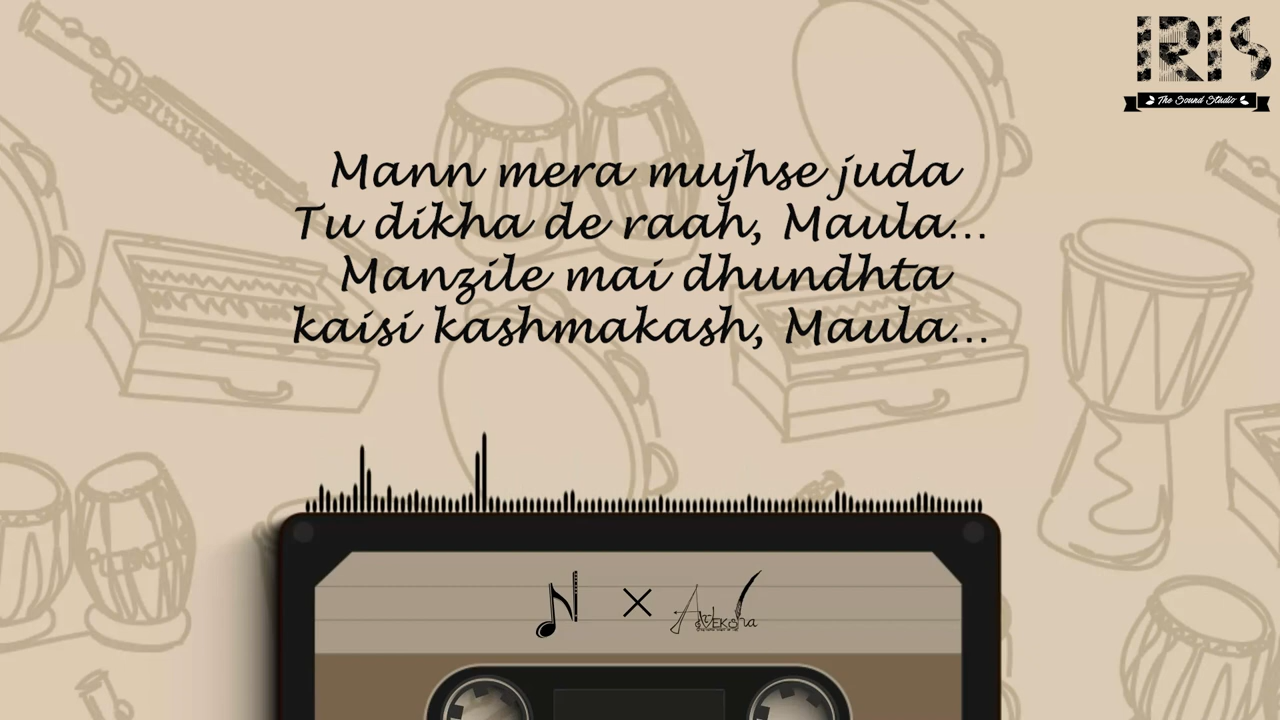 IRIS
The Sound Studio
Mann mera mujhse juda
Tu dikha de raah, Maula...
Manzile mai dhundhta
kaisi kashmakash, Maula...